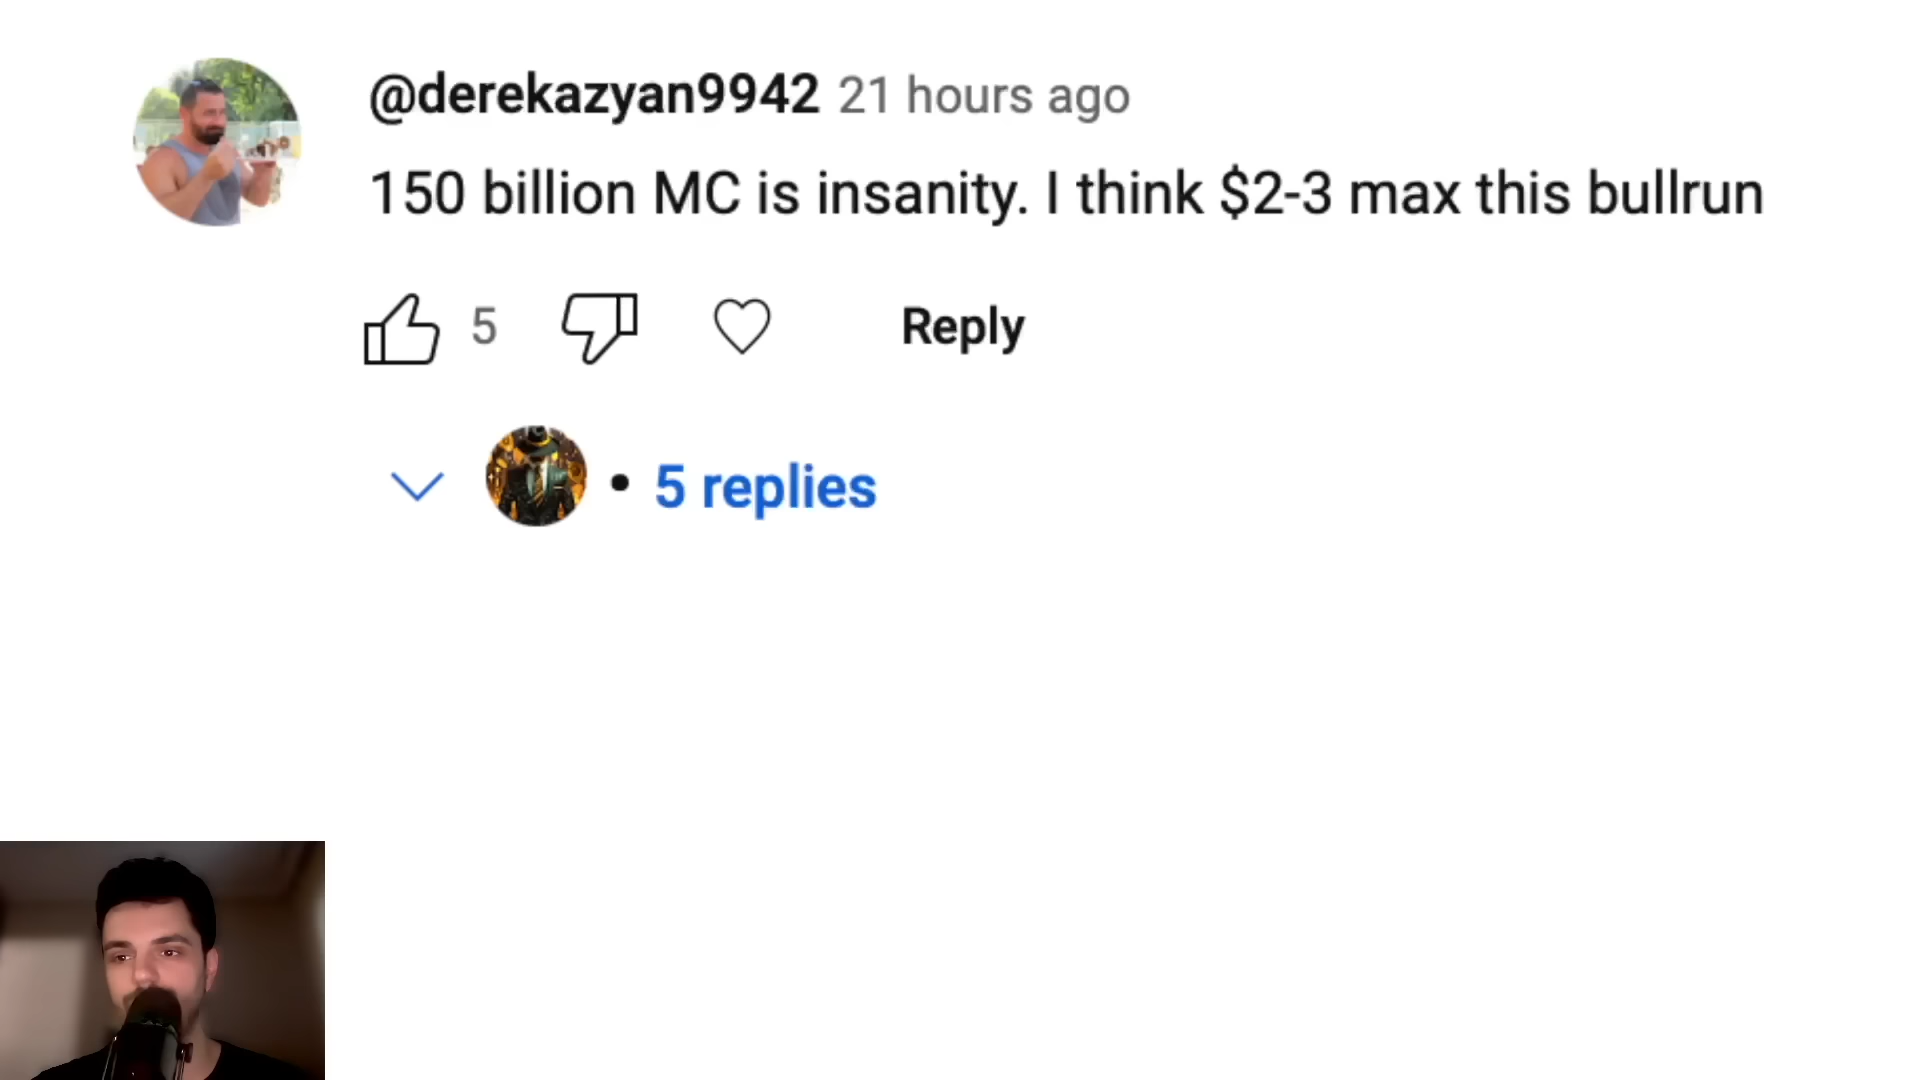 @derekazyan9942 21 hours ago
150 billion MC is insanity. I think $2-3 max this bullrun
5 Reply
5 replies